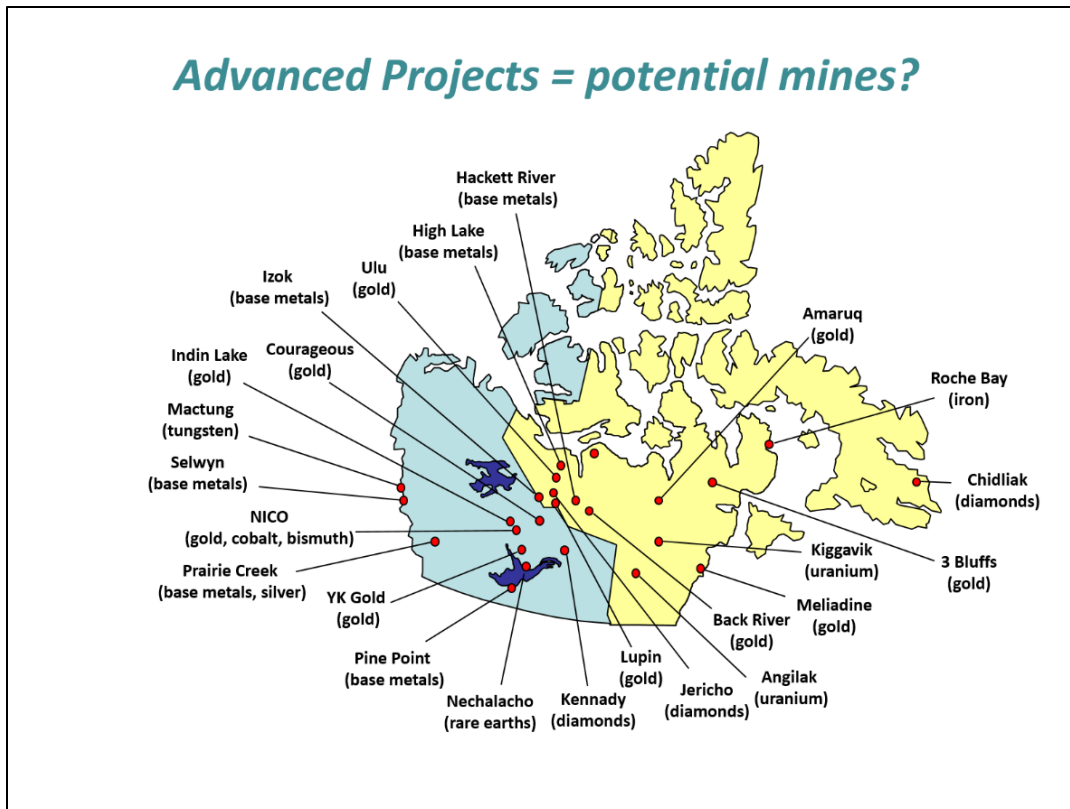 Advanced Projects = potential mines?
Hackett River
(base metals)
High Lake
(base metals)
Ulu
(gold)
Izok
(base metals)
Amaruq
(gold)
Indin Lake
(gold)
Courageous
(gold)
Roche Bay
(iron)
Mactung
(tungsten)
Selwyn
(base metals)
Chidliak
(diamonds)
NICO
(gold, cobalt, bismuth)
Kiggavik
(uranium)
3 Bluffs
(gold)
Prairie Creek
(base metals, silver)
YK Gold
(gold)
Meliadine
(gold)
Back River
(gold)
Pine Point
(base metals)
Lupin
(gold)
Angilak
(uranium)
Jericho
(diamonds)
Nechalacho
(rare earths)
Kennady
(diamonds)